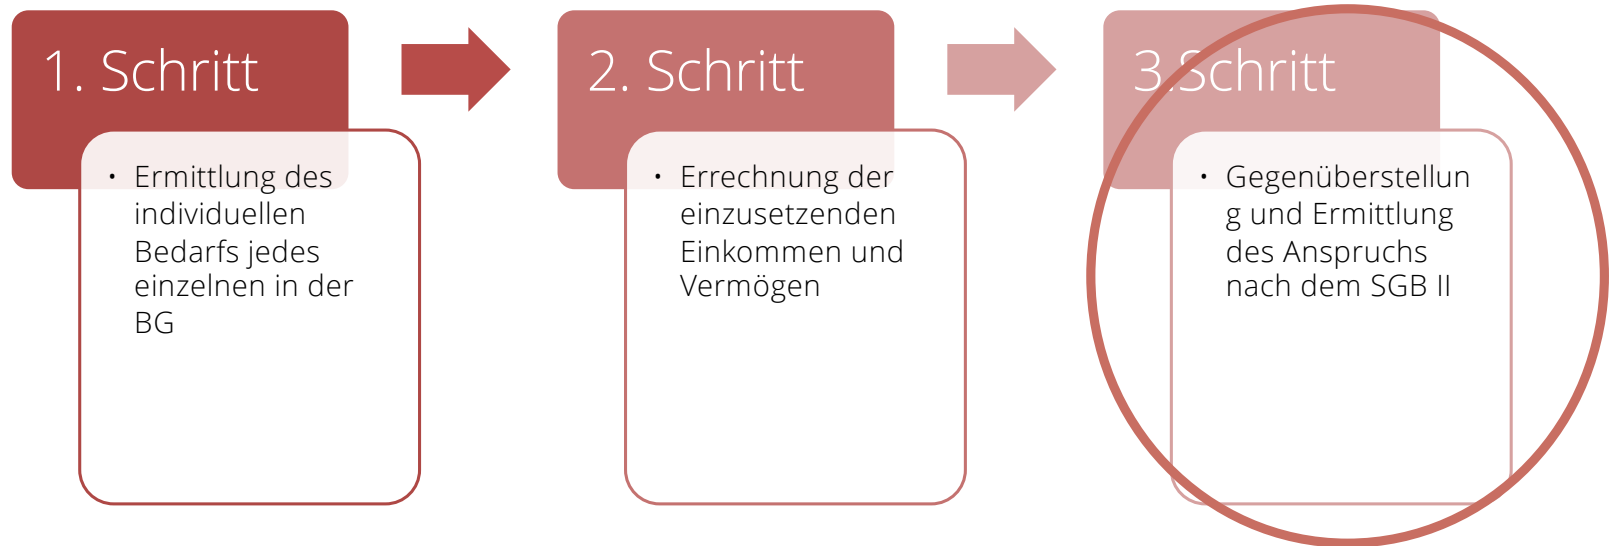 1. Schritt
• Ermittlung des
individuellen
Bedarfs jedes
einzelnen in der
BG
2. Schritt
• Errechnung der
einzusetzenden
Einkommen und
Vermögen
3.Schritt
• Gegenüberstellun
g und Ermittlung
des Anspruchs
nach dem SGB II